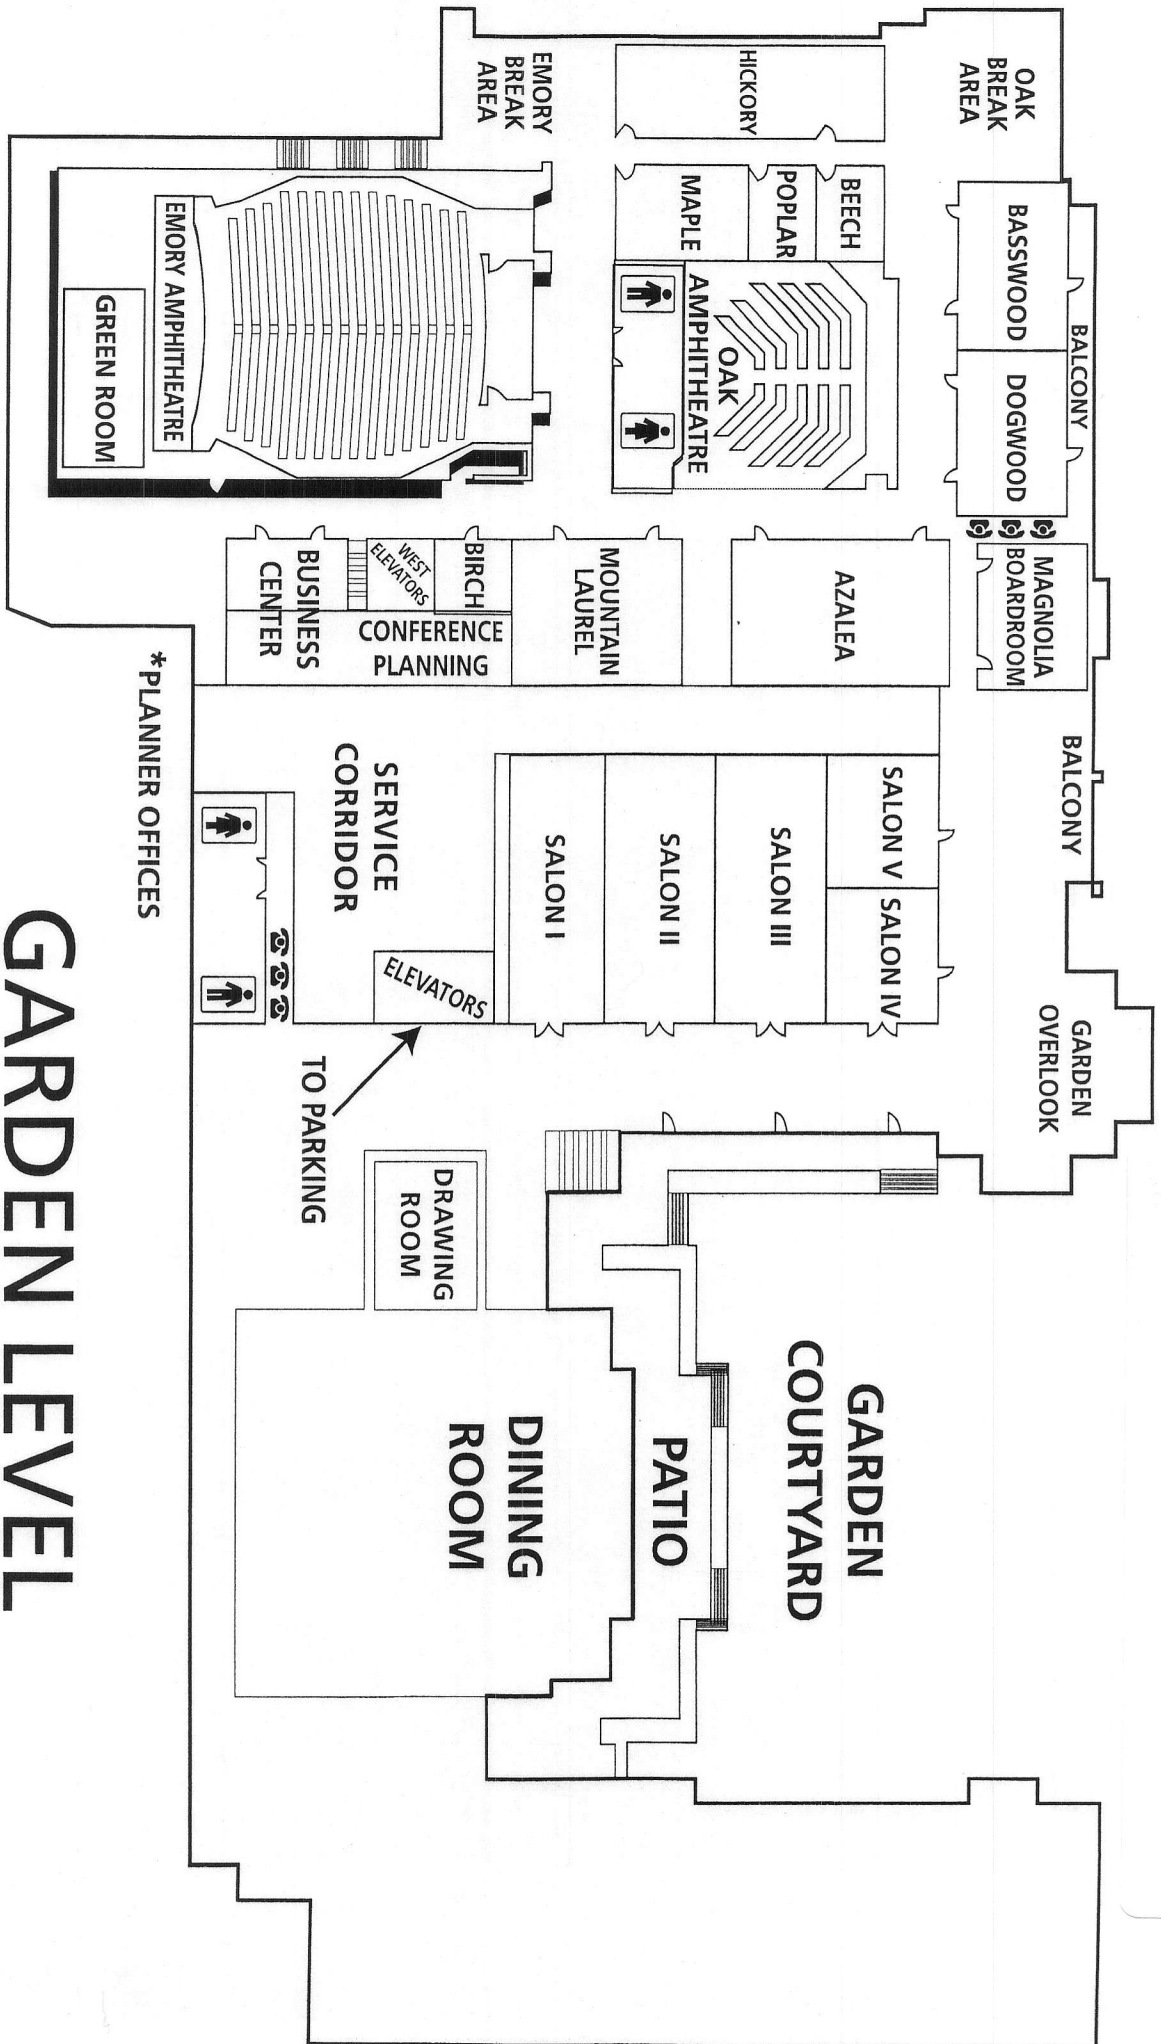 OAK
BREAK
AREA
BASSWOOD
BALCONY
DOGWOOD
MAGNOLIA
BOARDROOM
BALCONY
GARDEN
OVERLOOK
HICKORY
BEECH
POPLAR
MAPLE
OAK
AMPHITHEATRE
AZALEA
SALON V
SALON IV
SALON III
SALON II
SALON I
GARDEN
COURTYARD
PATIO
EMORY
BREAK
AREA
MOUNTAIN
LAUREL
BIRCH
WEST
ELEVATORS
CONFERENCE
PLANNING
BUSINESS
CENTER
SERVICE
CORRIDOR
ELEVATORS
TO PARKING
DRAWING
ROOM
DINING
ROOM
EMORY AMPHITHEATRE
GREEN ROOM
*PLANNER OFFICES
GARDEN LEVEL